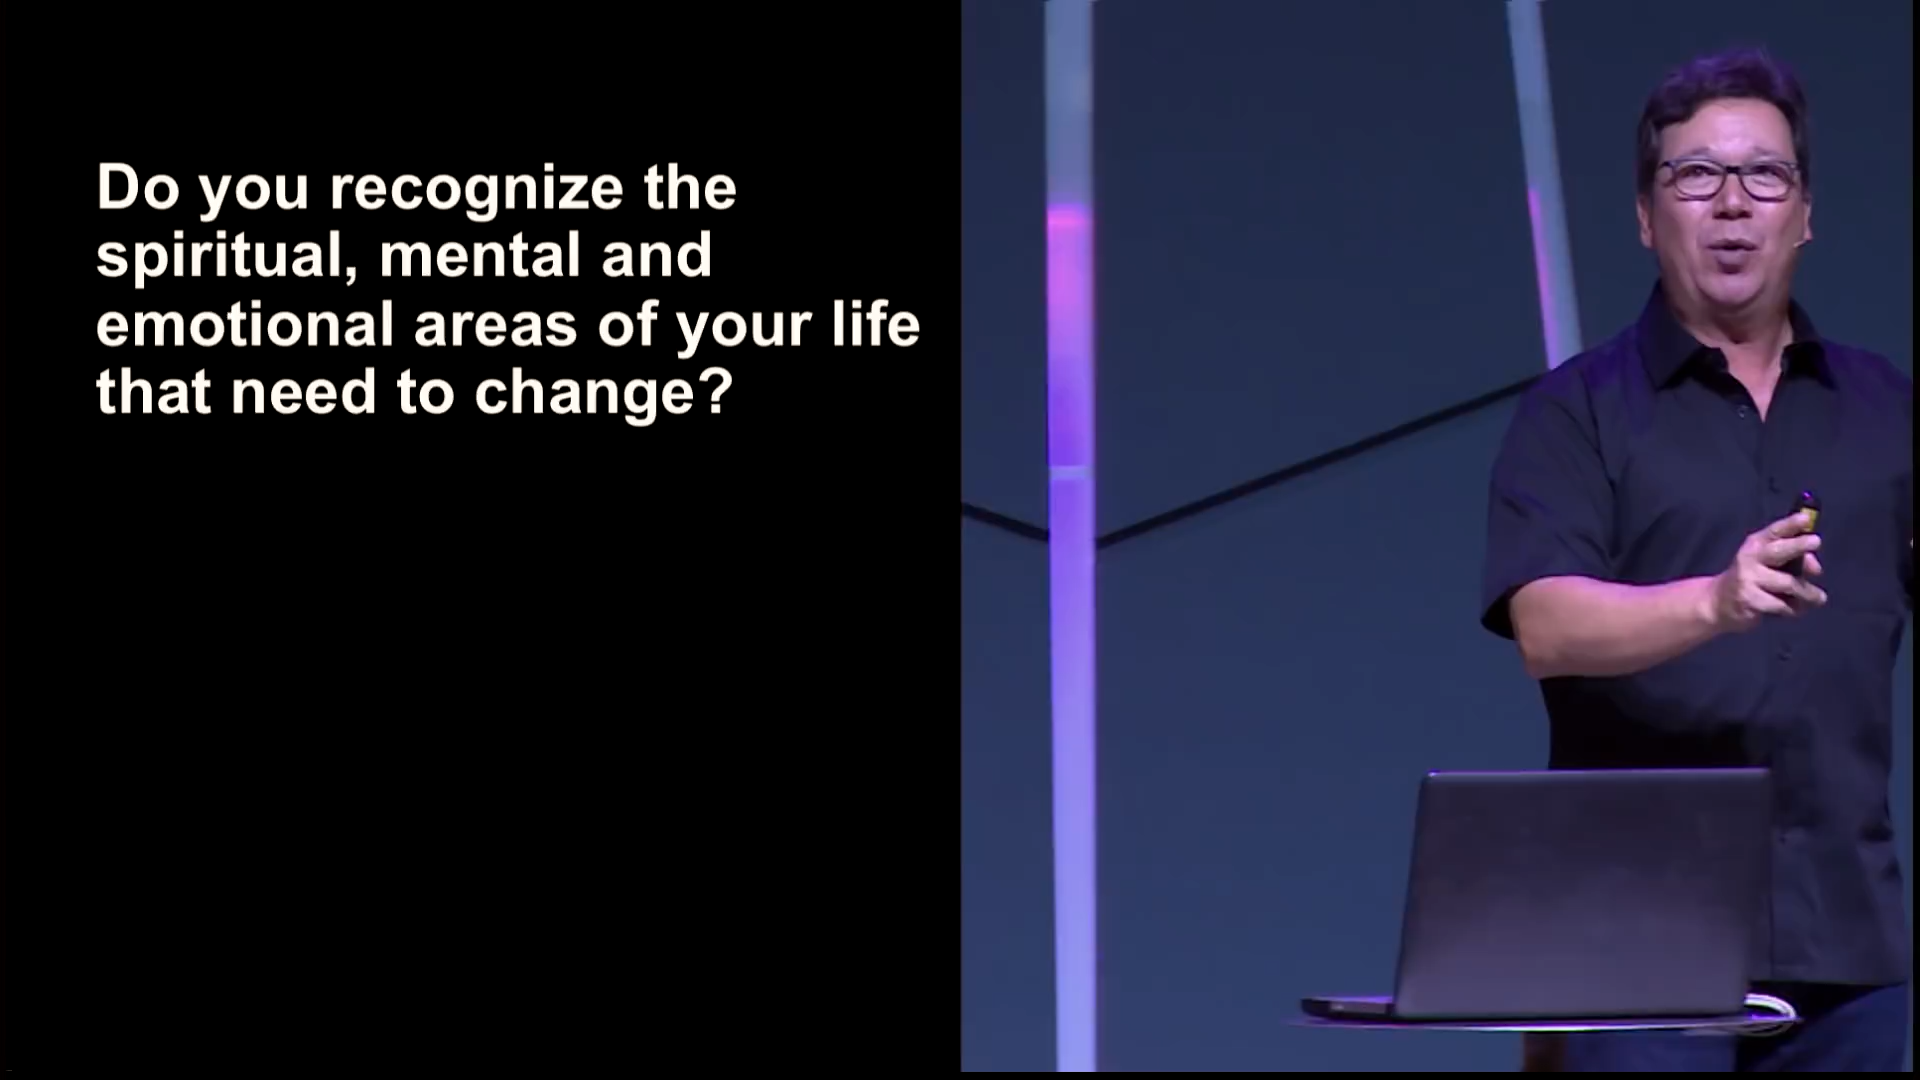 Do you recognize the
spiritual, mental and
emotional areas of your life
that need to change?